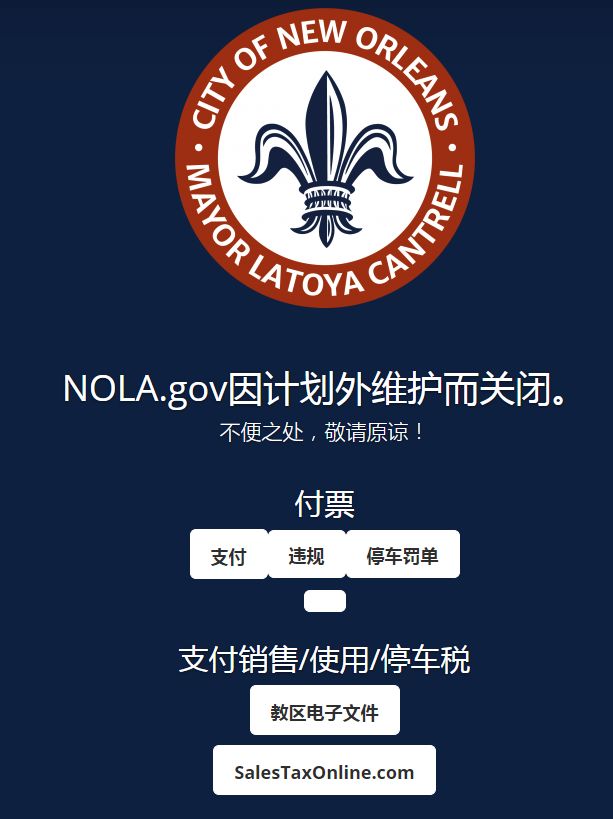 CITY OF NEW ORLEANS
MAYOR LATOYA CANTRELL
NOLA.gov因计划外维护而关闭。
不便之处，敬请原谅！
付票
支付 违规 停车罚单
支付销售/使用/停车税
教区电子文件
SalesTaxOnline.com